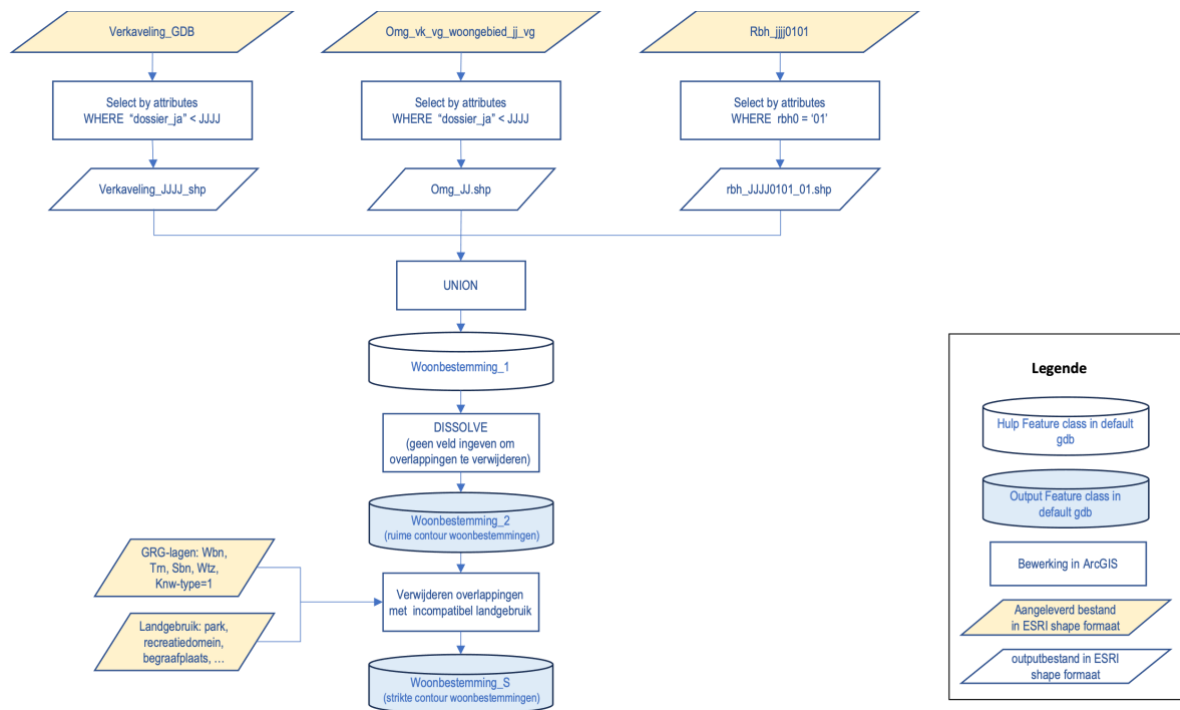 Verkaveling_GDB
Omg_vk_vg_woongebied_jj_vg
Rbh_jjjj0101
Select by attributes
WHERE "dossier_ja" < JJJJ
Select by attributes
WHERE "dossier_ja" < JJJJ
Select by attributes
WHERE rbh0 = '01'
Verkaveling_JJJJ_shp
Omg_JJ.shp
rbh_JJJJ0101_01.shp
UNION
Woonbestemming_1
DISSOLVE
(geen veld ingeven om
overlappingen te verwijderen)
Woonbestemming_2
(ruime contour woonbestemmingen)
GRG-lagen: Wbn,
Trn, Sbn, Wtz,
Knw-type=1
Verwijderen overlappingen
met incompatibel landgebruik
Landgebruik: park,
recreatiedomein,
begraafplaats, ...
Woonbestemming_S
(strikte contour woonbestemmingen)
Legende
Hulp Feature class in default
gdb
Output Feature class in
default gdb
Bewerking in ArcGIS
Aangeleverd bestand
in ESRI shape formaat
outputbestand in ESRI
shape formaat